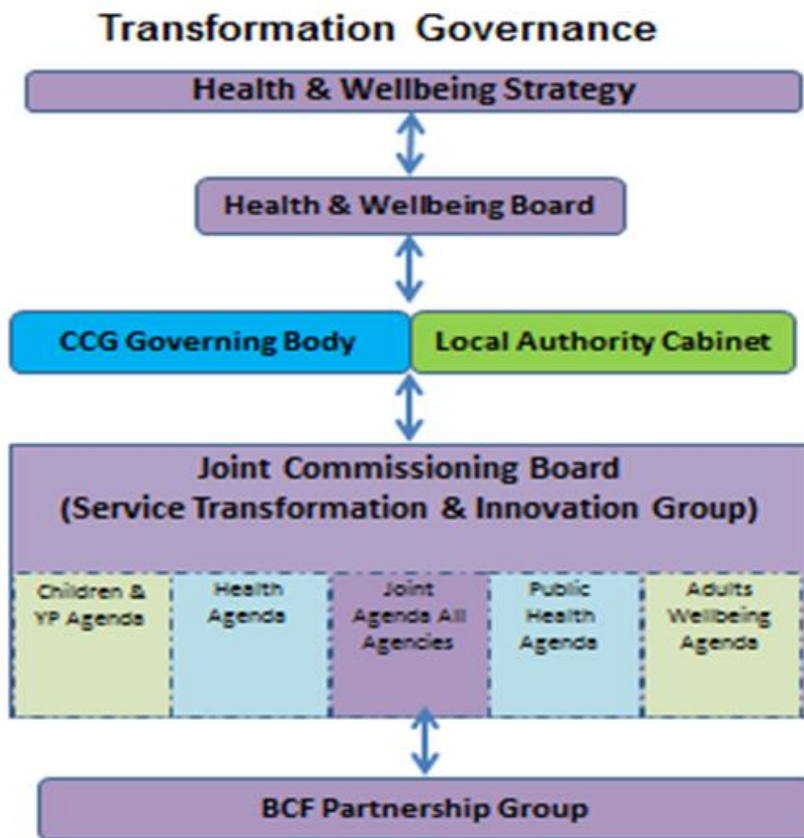 Transformation Governance
Health & Wellbeing Strategy
Health & Wellbeing Board
CCG Governing Body
Local Authority Cabinet
Joint Commissioning Board
(Service Transformation & Innovation Group)
Children &
YP Agenda
Health
Agenda
Joint
Agenda All
Agencies
Public
Health
Agenda
Adults
Wellbeing
Agenda
BCF Partnership Group